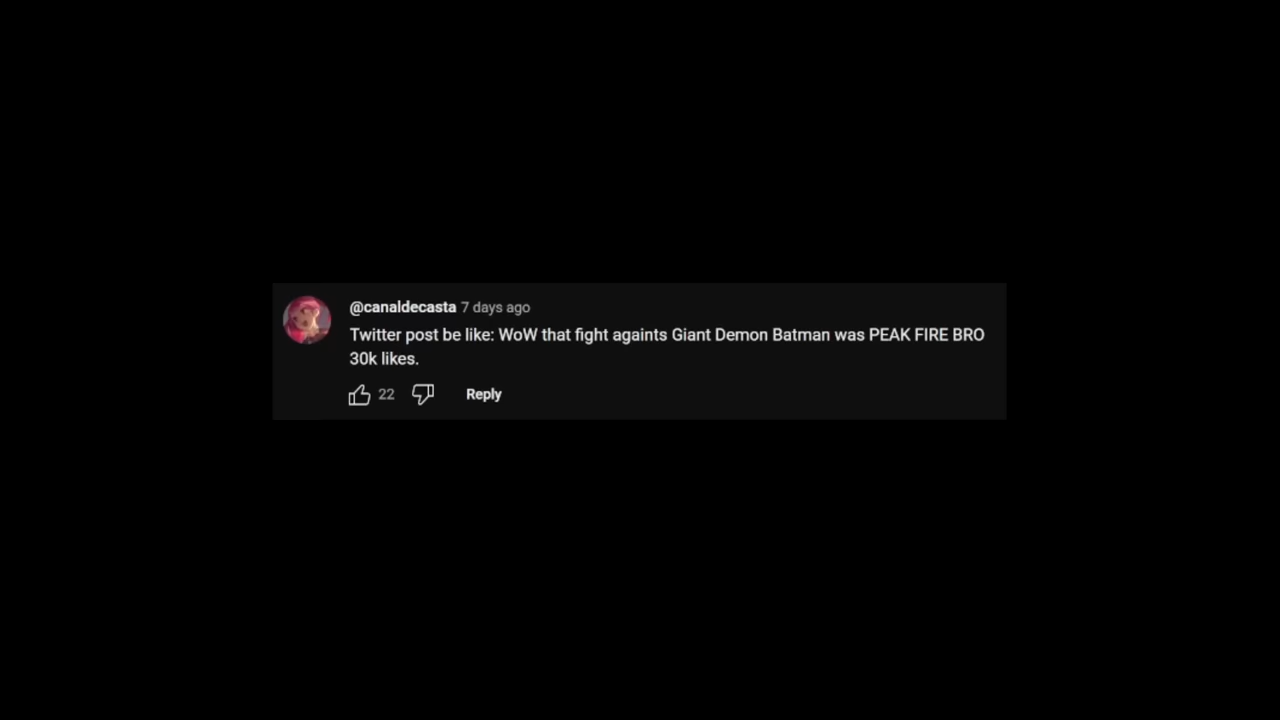 @canaldecasta 7 days ago
Twitter post be like: WoW that fight againts Giant Demon Batman was PEAK FIRE BRO
30k likes.
22 Reply